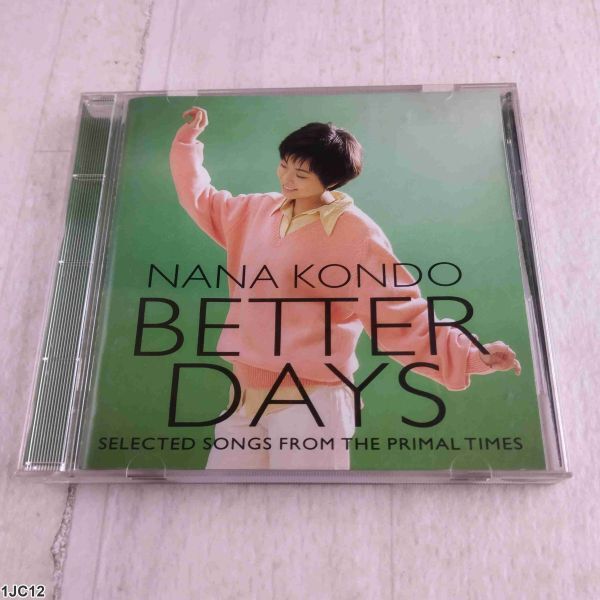 NANA KONDO
BETTER
DAYS
SELECTED SONGS FROM THE PRIMAL TIMES
1JC12